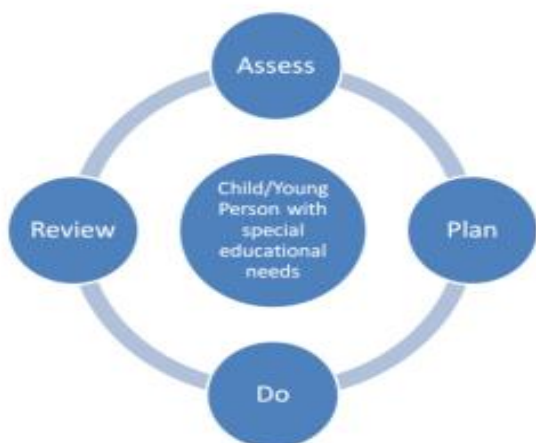 Assess
Review
Child/Young
Person with
special
educational
needs
Plan
Do